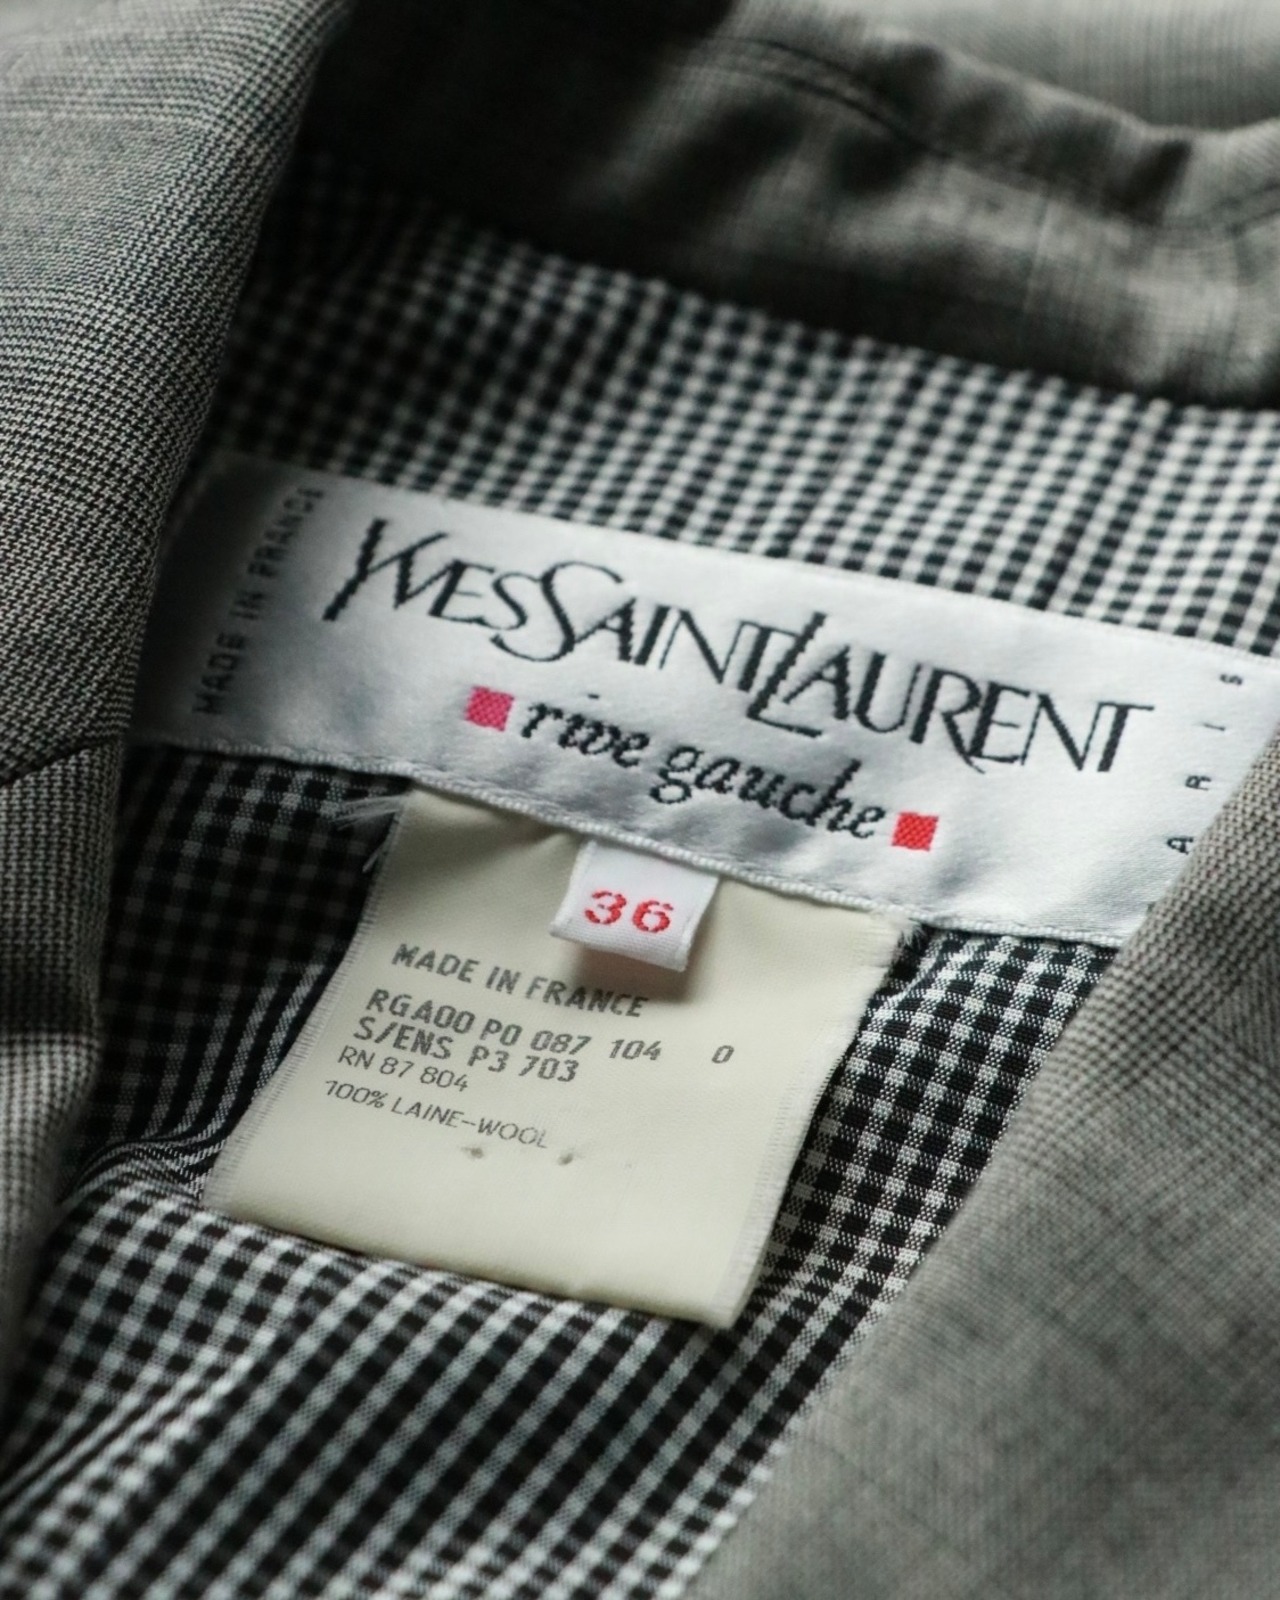 MADE IN FRANCE
YVESSAINTLAURENT
rive gauche
ARIS
36
MADE IN FRANCE
RGA00 P0 087 104 0
S/ENS P3 703
RN 87 804
100% LAINE-WOOL